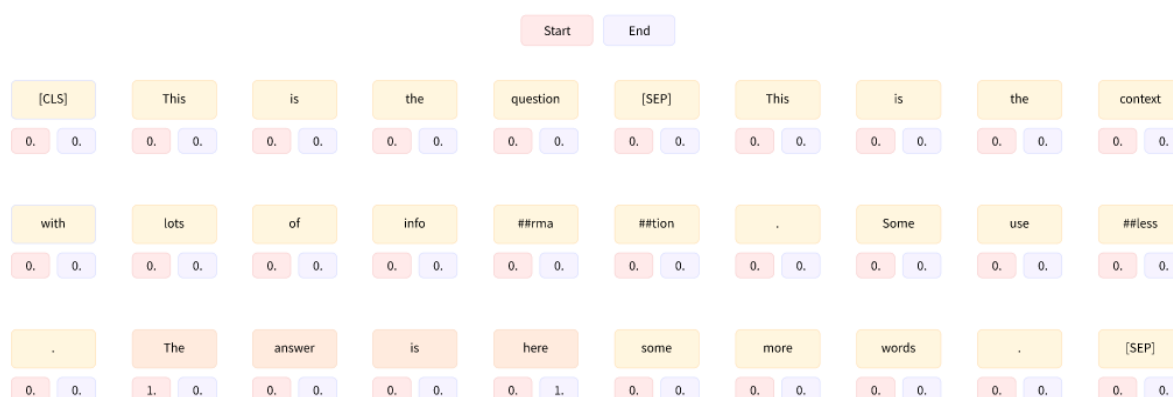 Start End
[CLS] This is the question [SEP] This is the context
0. 0. 0. 0. 0. 0. 0. 0. 0. 0. 0. 0. 0. 0. 0. 0. 0. 0. 0. 0.
with lots of info ##rma ##tion . Some use ##less
0. 0. 0. 0. 0. 0. 0. 0. 0. 0. 0. 0. 0. 0. 0. 0. 0. 0. 0. 0.
. The answer is here some more words . [SEP]
0. 0. 1. 0. 0. 0. 0. 0. 0. 1. 0. 0. 0. 0. 0. 0. 0. 0. 0. 0.